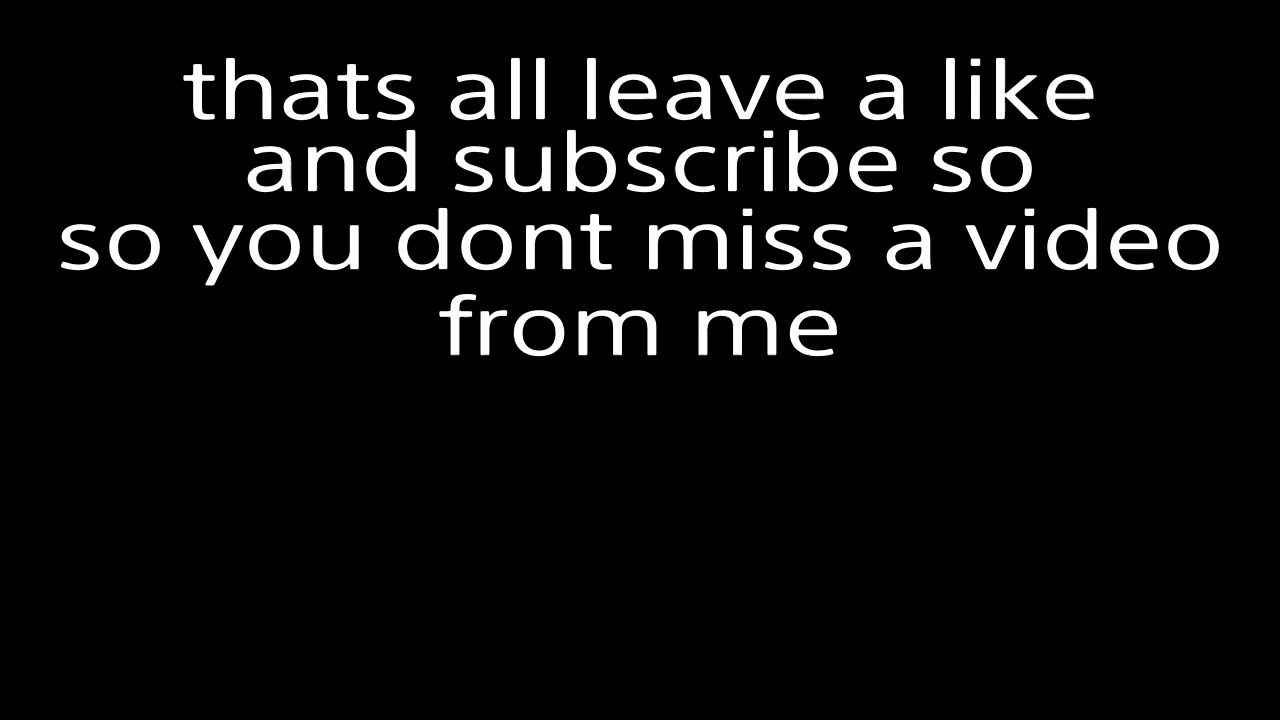 thats all leave a like
and subscribe so
so you dont miss a video
from me